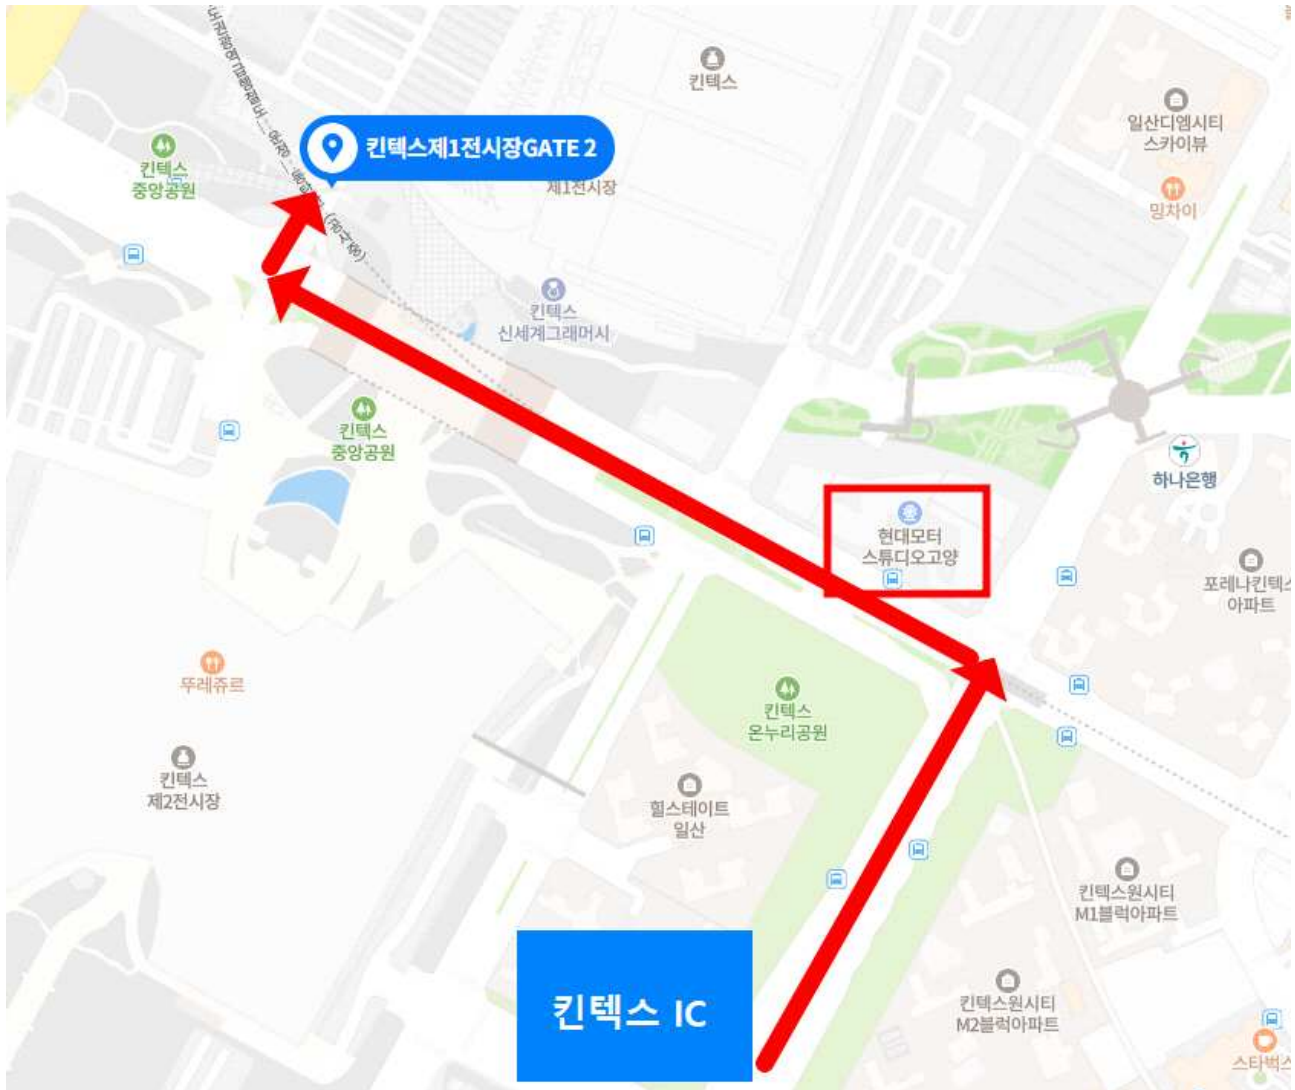 킨텍스
일산디엠시티
스카이뷰
킨텍스
중앙공원
킨텍스제1전시장GATE 2
제1전시장
밍차이
(공사중)
킨텍스
신세계그래머시
킨텍스
중앙공원
하나은행
현대모터
스튜디오고양
포레나킨텍스
아파트
뚜레쥬르
킨텍스
온누리공원
킨텍스
제2전시장
힐스테이트
일산
킨텍스원시티
M1블럭아파트
킨텍스 IC
킨텍스원시티
M2블럭아파트
스타벅스